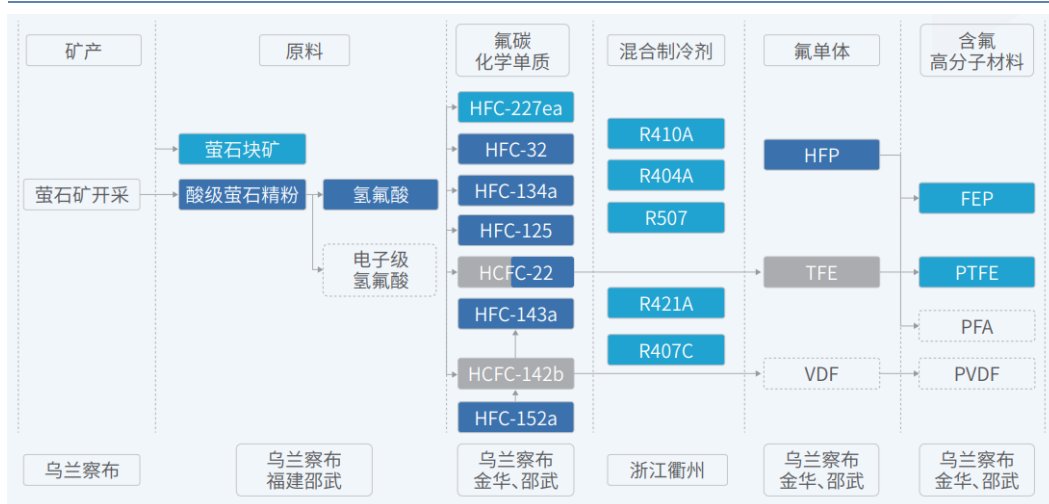 矿产
原料
氟碳
化学单质
混合制冷剂
氟单体
含氟
高分子材料
HFC-227ea
R410A
萤石块矿
HFC-32
HFP
R404A
萤石矿开采
酸级萤石精粉
氢氟酸
HFC-134a
FEP
R507
HFC-125
电子级
氢氟酸
HCFC-22
TFE
PTFE
R421A
HFC-143a
PFA
R407C
HCFC-142b
VDF
PVDF
HFC-152a
乌兰察布
乌兰察布
福建邵武
乌兰察布
金华、邵武
浙江衢州
乌兰察布
金华、邵武
乌兰察布
金华、邵武